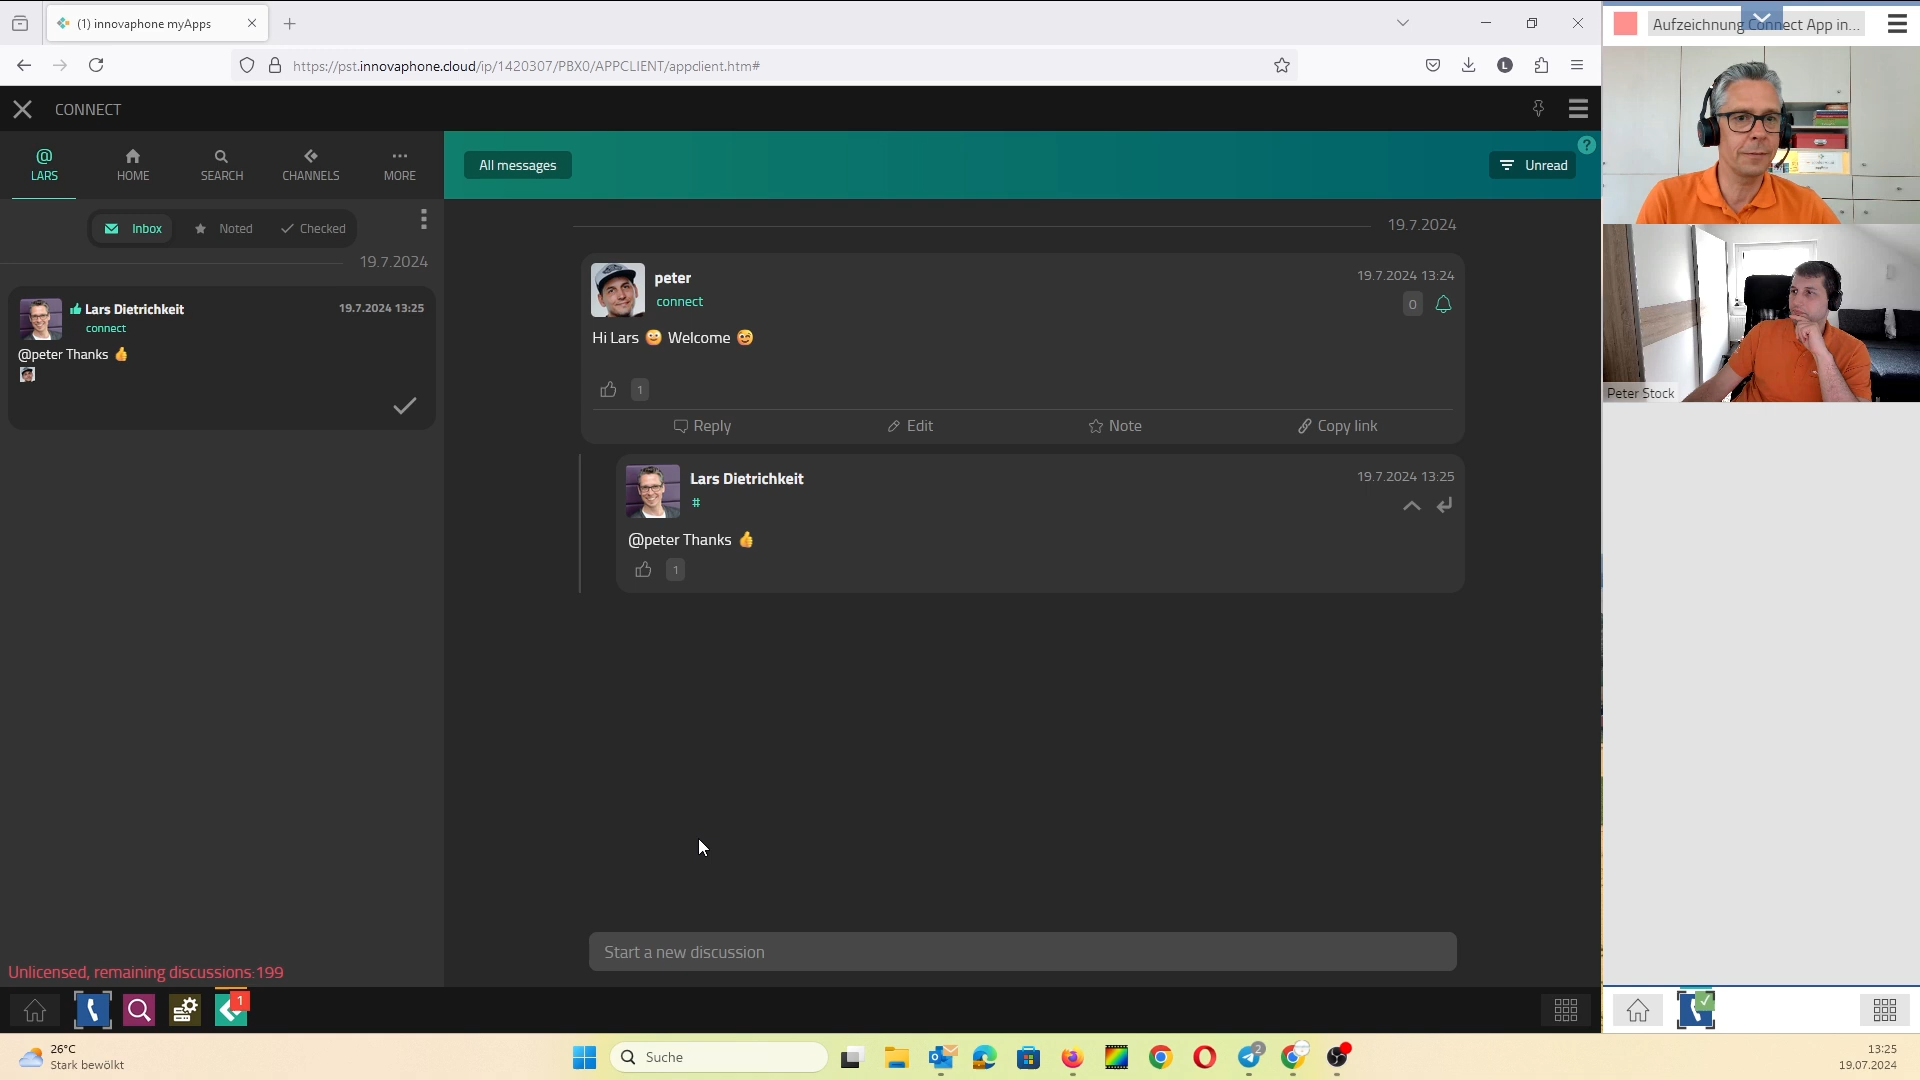 (1) innovaphone myApps
https://pst.innovaphone.cloud/ip/1420307/PBX0/APPCLIENT/appclient.htm#
L
CONNECT
@
LARS
HOME
SEARCH
CHANNELS
MORE
All messages
Unread
?
Inbox
Noted
Checked
19.7.2024
Lars Dietrichkeit
19.7.2024 13:25
connect
@peter Thanks 👍
19.7.2024
peter
19.7.2024 13:24
connect
0
Hi Lars 🙂 Welcome 😊
1
Reply
Edit
Note
Copy link
Lars Dietrichkeit
19.7.2024 13:25
#
@peter Thanks 👍
1
Start a new discussion
Unlicensed, remaining discussions:199
1
Aufzeichnung Connect App in...
Peter Stock
26°C
Stark bewölkt
Suche
2
13:25
19.07.2024